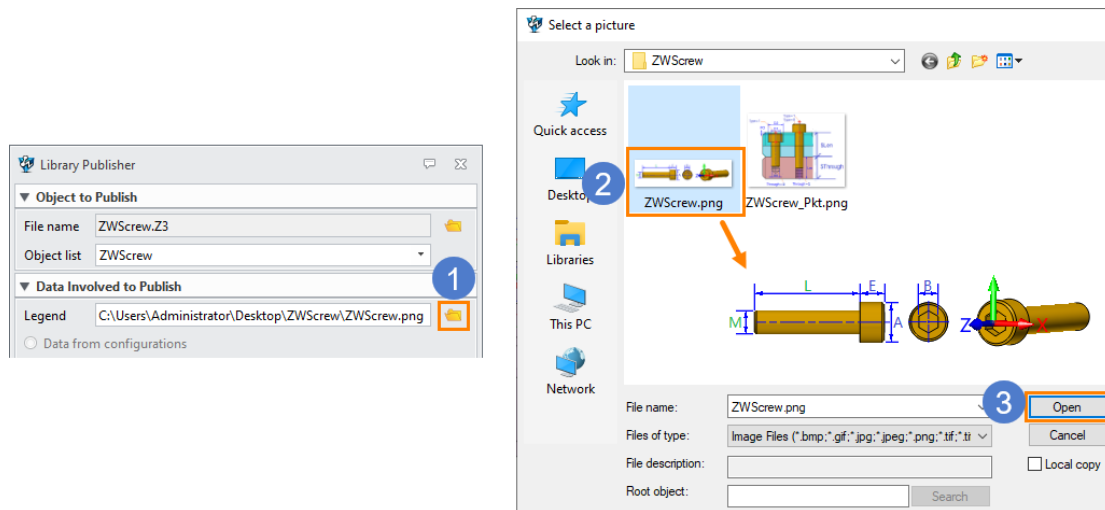 Library Publisher
Object to Publish
File name ZWScrew.Z3
Object list ZWScrew
1
Data Involved to Publish
Legend C:\Users\Administrator\Desktop\ZWScrew\ZWScrew.png
Data from configurations
Select a picture
Look in: ZWScrew
Quick access
Desktop
Libraries
This PC
Network
2
ZWScrew.png
ZWScrew_Pkt.png
L E B
M A Z X
File name: ZWScrew.png
3
Open
Files of type: Image Files (*.bmp;*.gif;*.jpg;*.jpeg;*.png;*.tif;*.ti
Cancel
File description:
Local copy
Root object:
Search